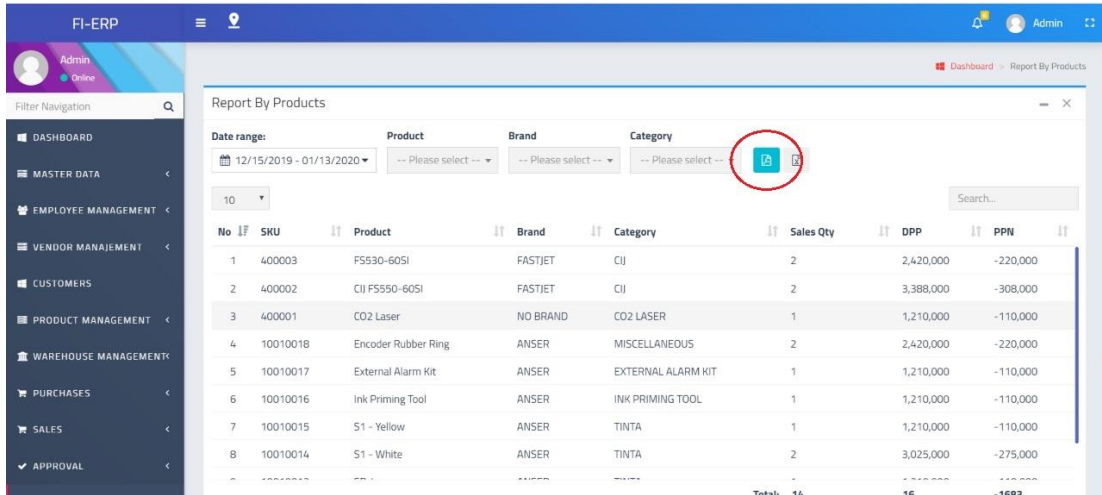 FI-ERP
Admin
Admin
Online
Dashboard > Report By Products
Filter Navigation
Report By Products
DASHBOARD
MASTER DATA
EMPLOYEE MANAGEMENT
VENDOR MANAJEMENT
CUSTOMERS
PRODUCT MANAGEMENT
WAREHOUSE MANAGEMENT
PURCHASES
SALES
APPROVAL
Date range: Product Brand Category
12/15/2019 - 01/13/2020 -- Please select -- -- Please select -- -- Please select --
10 Search...
No SKU Product Brand Category Sales Qty DPP PPN
1 400003 FS530-60SI FASTJET CIJ 2 2,420,000 -220,000
2 400002 CIJ FS550-60SI FASTJET CIJ 2 3,388,000 -308,000
3 400001 CO2 Laser NO BRAND CO2 LASER 1 1,210,000 -110,000
4 10010018 Encoder Rubber Ring ANSER MISCELLANEOUS 2 2,420,000 -220,000
5 10010017 External Alarm Kit ANSER EXTERNAL ALARM KIT 1 1,210,000 -110,000
6 10010016 Ink Priming Tool ANSER INK PRIMING TOOL 1 1,210,000 -110,000
7 10010015 S1 - Yellow ANSER TINTA 1 1,210,000 -110,000
8 10010014 S1 - White ANSER TINTA 2 3,025,000 -275,000
Total: 14 16 -1683